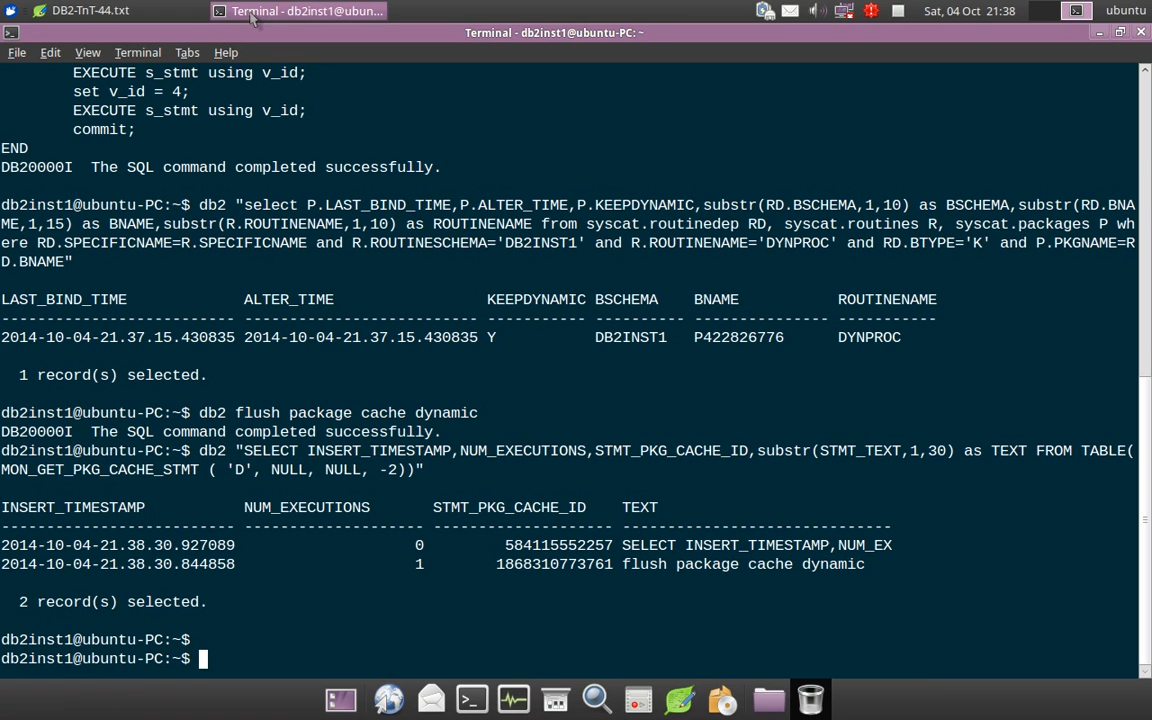 DB2-TnT-44.txt
Terminal - db2inst1@ubun...
Sat, 04 Oct 21:38
ubuntu
Terminal - db2inst1@ubuntu-PC: ~
File Edit View Terminal Tabs Help
EXECUTE s_stmt using v_id;
set v_id = 4;
EXECUTE s_stmt using v_id;
commit;
END
DB20000I  The SQL command completed successfully.
db2inst1@ubuntu-PC:~$ db2 "select P.LAST_BIND_TIME,P.ALTER_TIME,P.KEEPDYNAMIC,substr(RD.BSCHEMA,1,10) as BSCHEMA,substr(RD.BNA
ME,1,15) as BNAME,substr(R.ROUTINENAME,1,10) as ROUTINENAME from syscat.routinedep RD, syscat.routines R, syscat.packages P wh
ere RD.SPECIFICNAME=R.SPECIFICNAME and R.ROUTINESCHEMA='DB2INST1' and R.ROUTINENAME='DYNPROC' and RD.BTYPE='K' and P.PKGNAME=R
D.BNAME"
LAST_BIND_TIME             ALTER_TIME                 KEEPDYNAMIC BSCHEMA    BNAME           ROUTINENAME
-------------------------- -------------------------- ----------- ---------- --------------- -----------
2014-10-04-21.37.15.430835 2014-10-04-21.37.15.430835 Y           DB2INST1   P422826776      DYNPROC
1 record(s) selected.
db2inst1@ubuntu-PC:~$ db2 flush package cache dynamic
DB20000I  The SQL command completed successfully.
db2inst1@ubuntu-PC:~$ db2 "SELECT INSERT_TIMESTAMP,NUM_EXECUTIONS,STMT_PKG_CACHE_ID,substr(STMT_TEXT,1,30) as TEXT FROM TABLE(
MON_GET_PKG_CACHE_STMT ( 'D', NULL, NULL, -2))"
INSERT_TIMESTAMP           NUM_EXECUTIONS       STMT_PKG_CACHE_ID    TEXT
-------------------------- -------------------- -------------------- ------------------------------
2014-10-04-21.38.30.927089                    0         584115552257 SELECT INSERT_TIMESTAMP,NUM_EX
2014-10-04-21.38.30.844858                    1        1868310773761 flush package cache dynamic
2 record(s) selected.
db2inst1@ubuntu-PC:~$
db2inst1@ubuntu-PC:~$